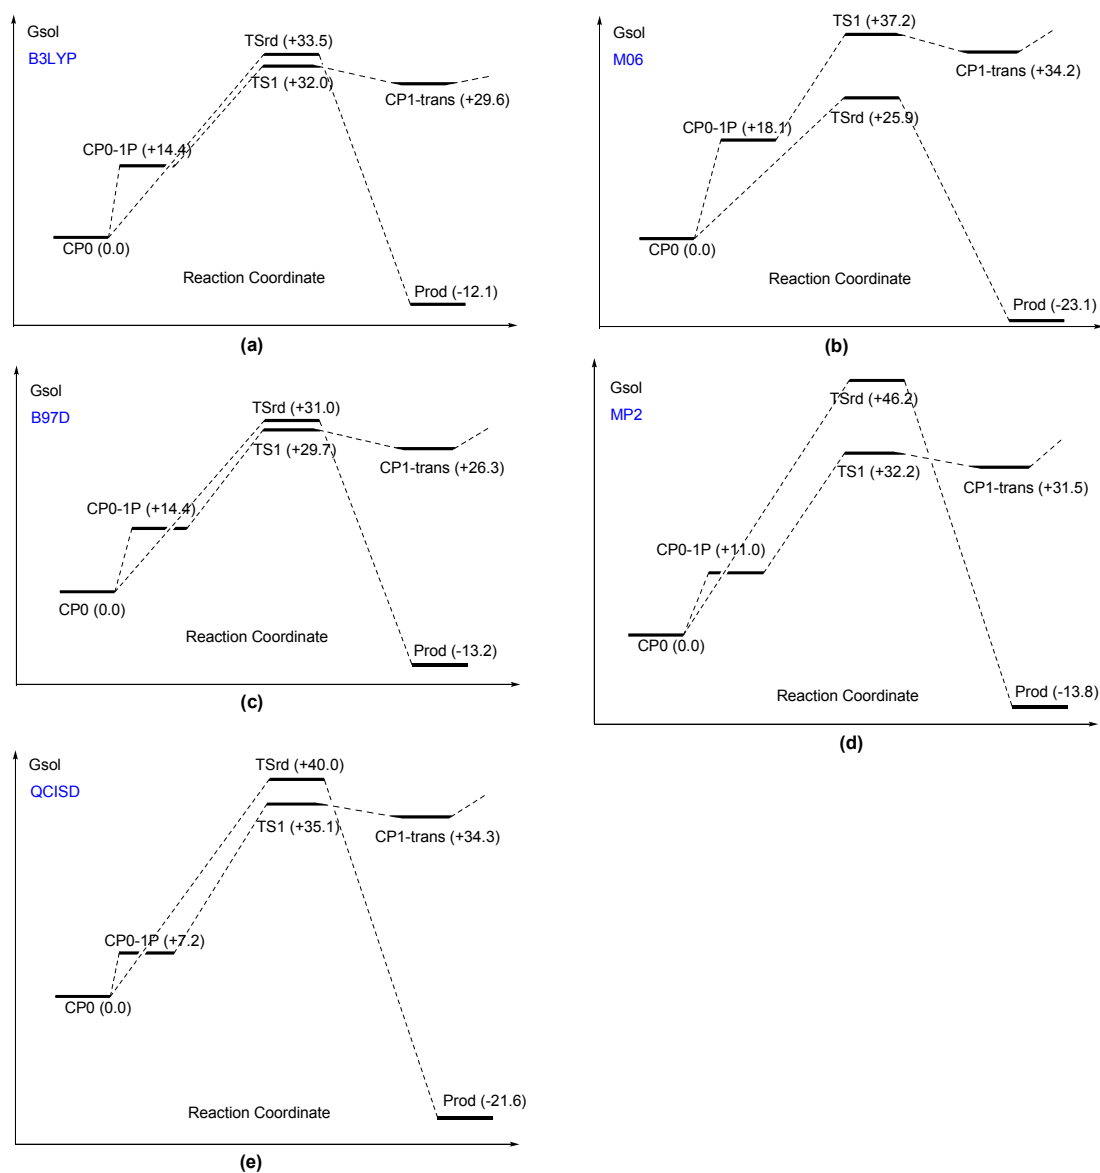 Gsol
B3LYP
TSrd (+33.5)
TS1 (+32.0)
CP1-trans (+29.6)
CP0-1P (+14.4)
CP0 (0.0)
Reaction Coordinate
Prod (-12.1)
(a)
Gsol
M06
TS1 (+37.2)
CP1-trans (+34.2)
TSrd (+25.9)
CP0-1P (+18.1)
CP0 (0.0)
Reaction Coordinate
Prod (-23.1)
(b)
Gsol
B97D
TSrd (+31.0)
TS1 (+29.7)
CP1-trans (+26.3)
CP0-1P (+14.4)
CP0 (0.0)
Reaction Coordinate
Prod (-13.2)
(c)
Gsol
MP2
TSrd (+46.2)
TS1 (+32.2)
CP1-trans (+31.5)
CP0-1P (+11.0)
CP0 (0.0)
Reaction Coordinate
Prod (-13.8)
(d)
Gsol
QCISD
TSrd (+40.0)
TS1 (+35.1)
CP1-trans (+34.3)
CP0-1P (+7.2)
CP0 (0.0)
Reaction Coordinate
Prod (-21.6)
(e)